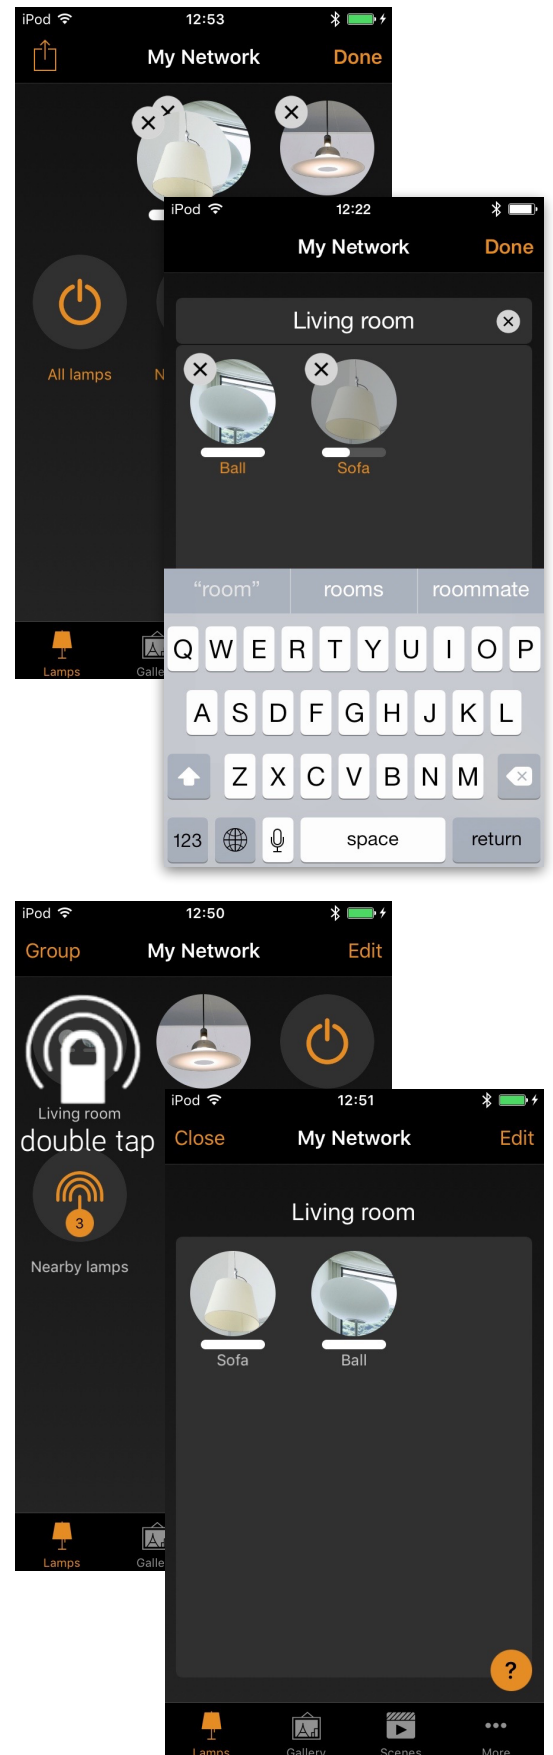 iPod 12:53
My Network Done
All lamps N
Lamps Galle
iPod 12:22
My Network Done
Living room
Ball Sofa
“room” rooms roommate
Q W E R T Y U I O P
A S D F G H J K L
Z X C V B N M
123 space return
iPod 12:50
Group My Network Edit
Living room
double tap
3
Nearby lamps
Lamps Galle
iPod 12:51
Close My Network Edit
Living room
Sofa Ball
?
Lamps Gallery Scenes More